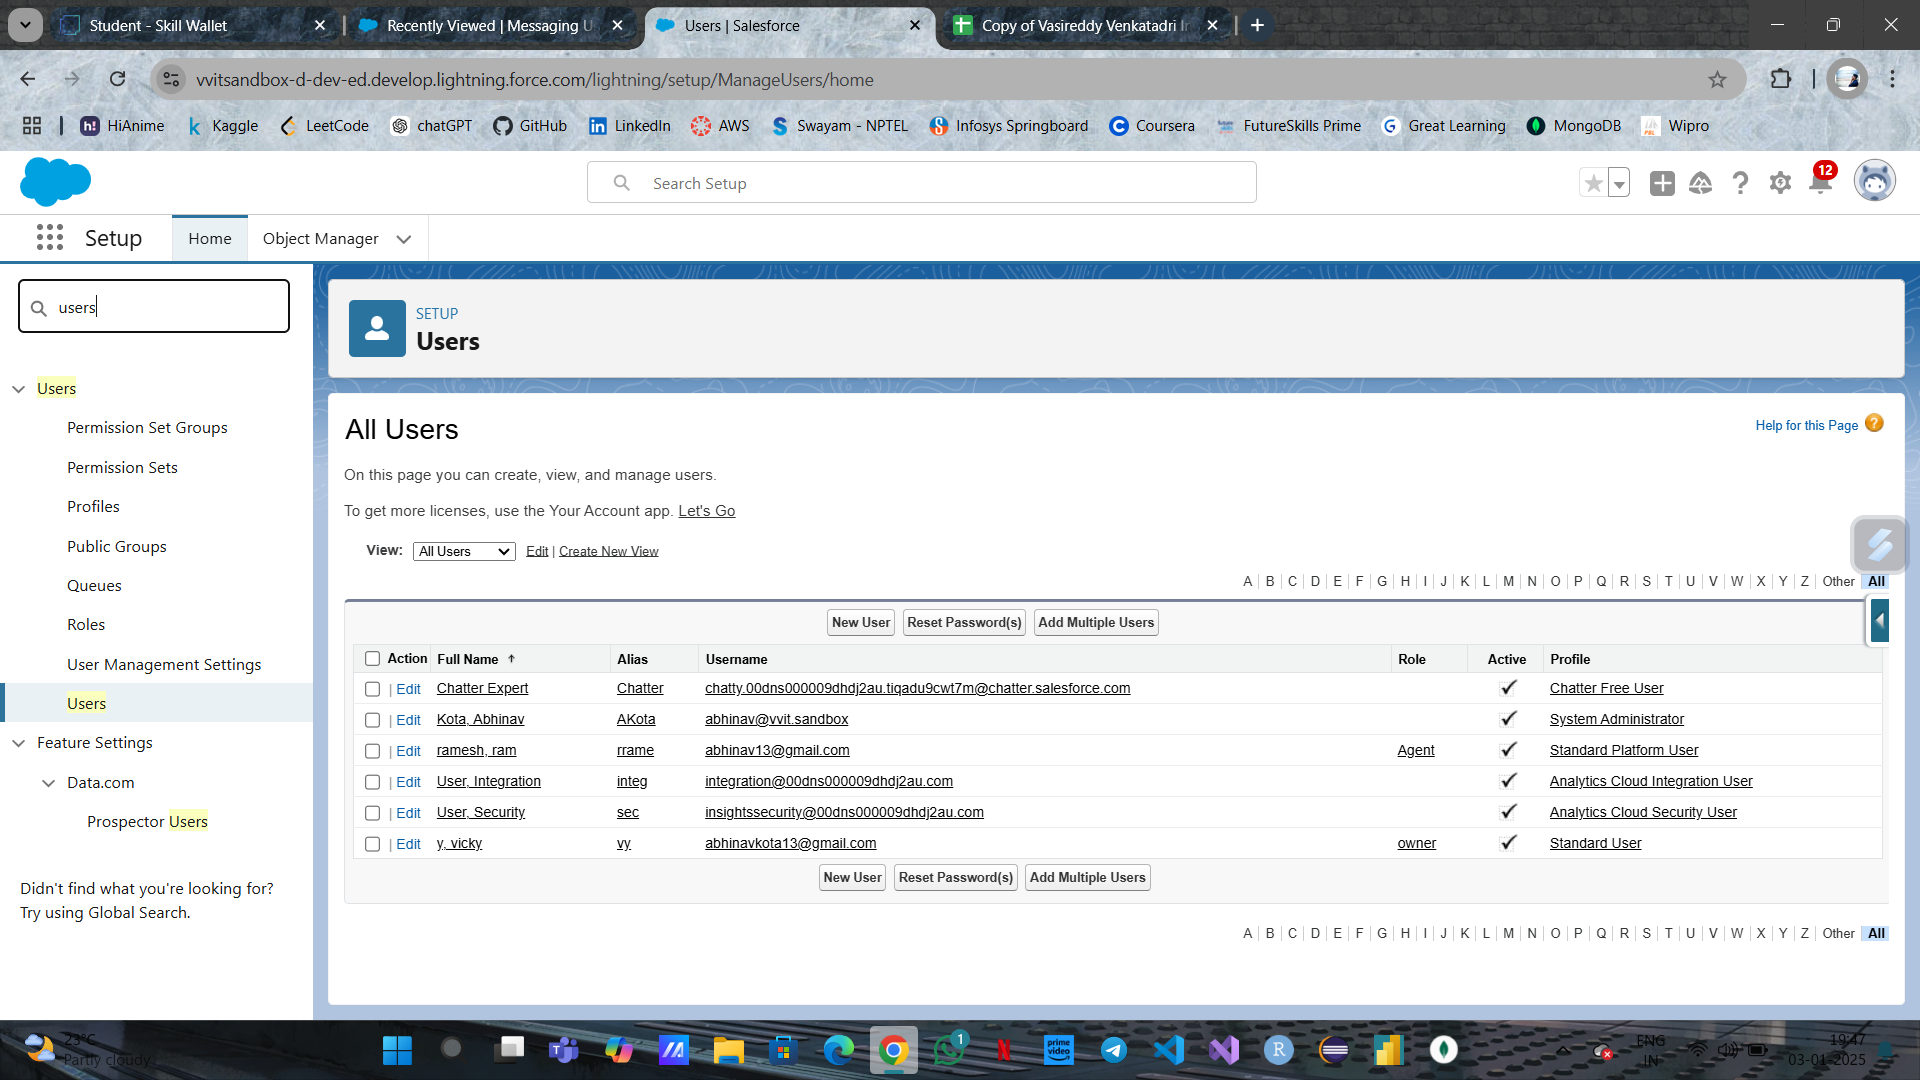 Student - Skill Wallet
Recently Viewed | Messaging U
Users | Salesforce
Copy of Vasireddy Venkatadri In
vvitsandbox-d-dev-ed.develop.lightning.force.com/lightning/setup/ManageUsers/home
h! HiAnime
k Kaggle
LeetCode
chatGPT
GitHub
in LinkedIn
AWS
S Swayam - NPTEL
Infosys Springboard
C Coursera
FutureSkills Prime
G Great Learning
MongoDB
Wipro
Search Setup
12
Setup
Home
Object Manager
users
Users
Permission Set Groups
Permission Sets
Profiles
Public Groups
Queues
Roles
User Management Settings
Users
Feature Settings
Data.com
Prospector Users
Didn't find what you're looking for?
Try using Global Search.
SETUP
Users
All Users
Help for this Page ?
On this page you can create, view, and manage users.
To get more licenses, use the Your Account app. Let's Go
View: All Users Edit | Create New View
A | B | C | D | E | F | G | H | I | J | K | L | M | N | O | P | Q | R | S | T | U | V | W | X | Y | Z | Other | All
New User Reset Password(s) Add Multiple Users
Action Full Name ↑ Alias Username Role Active Profile
| Edit Chatter Expert Chatter chatty.00dns000009dhdj2au.tiqadu9cwt7m@chatter.salesforce.com ✓ Chatter Free User
| Edit Kota, Abhinav AKota abhinav@vvit.sandbox ✓ System Administrator
| Edit ramesh, ram rrame abhinav13@gmail.com Agent ✓ Standard Platform User
| Edit User, Integration integ integration@00dns000009dhdj2au.com ✓ Analytics Cloud Integration User
| Edit User, Security sec insightssecurity@00dns000009dhdj2au.com ✓ Analytics Cloud Security User
| Edit y, vicky vy abhinavkota13@gmail.com owner ✓ Standard User
New User Reset Password(s) Add Multiple Users
A | B | C | D | E | F | G | H | I | J | K | L | M | N | O | P | Q | R | S | T | U | V | W | X | Y | Z | Other | All
23°C
Partly cloudy
prime video
R
1
ENG
IN
19:47
03-01-2025